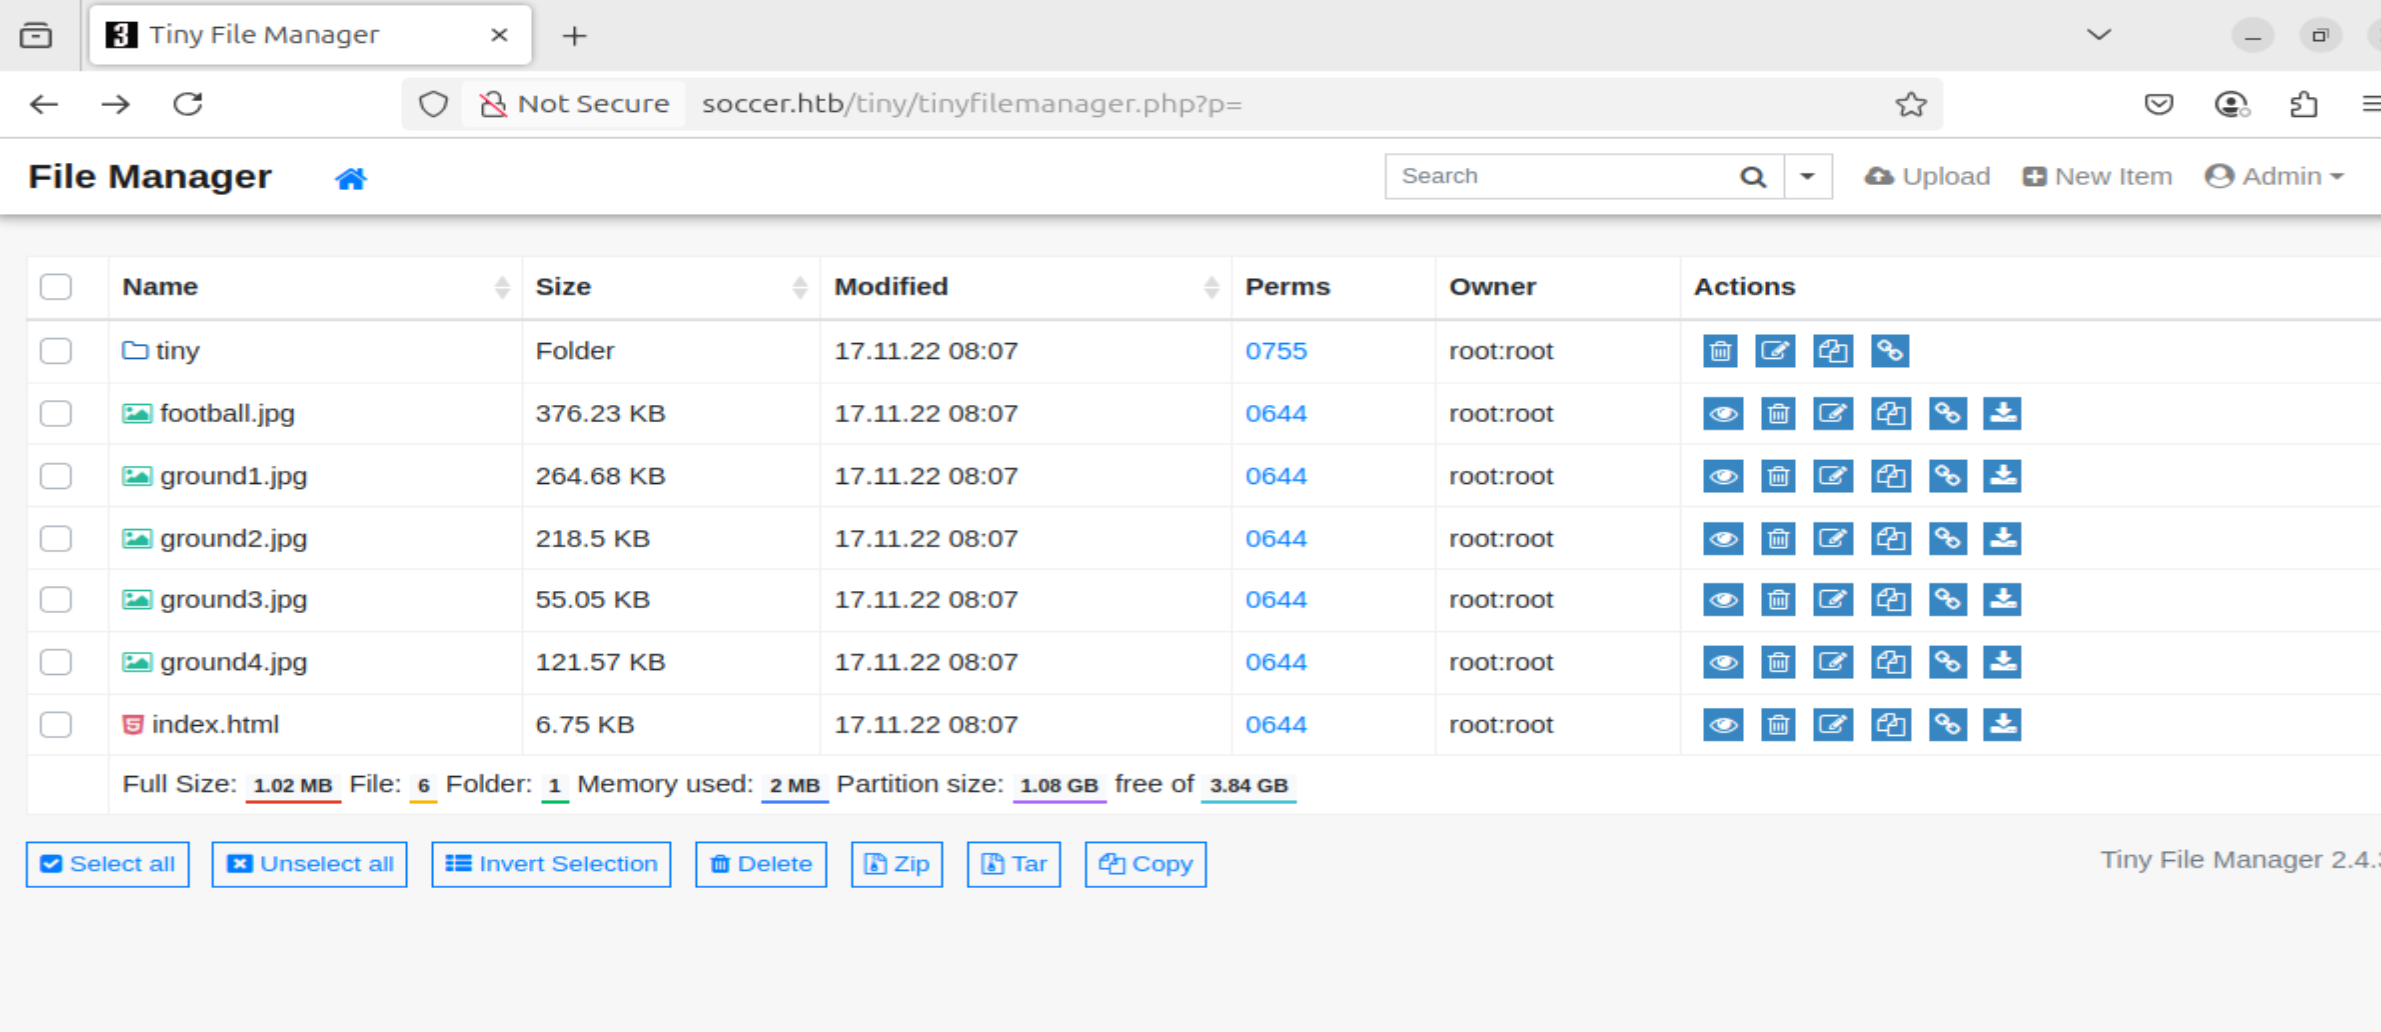 Tiny File Manager
Not Secure soccer.htb/tiny/tinyfilemanager.php?p=
File Manager Search Upload New Item Admin
Name Size Modified Perms Owner Actions
tiny Folder 17.11.22 08:07 0755 root:root
football.jpg 376.23 KB 17.11.22 08:07 0644 root:root
ground1.jpg 264.68 KB 17.11.22 08:07 0644 root:root
ground2.jpg 218.5 KB 17.11.22 08:07 0644 root:root
ground3.jpg 55.05 KB 17.11.22 08:07 0644 root:root
ground4.jpg 121.57 KB 17.11.22 08:07 0644 root:root
index.html 6.75 KB 17.11.22 08:07 0644 root:root
Full Size: 1.02 MB File: 6 Folder: 1 Memory used: 2 MB Partition size: 1.08 GB free of 3.84 GB
Select all Unselect all Invert Selection Delete Zip Tar Copy Tiny File Manager 2.4.3